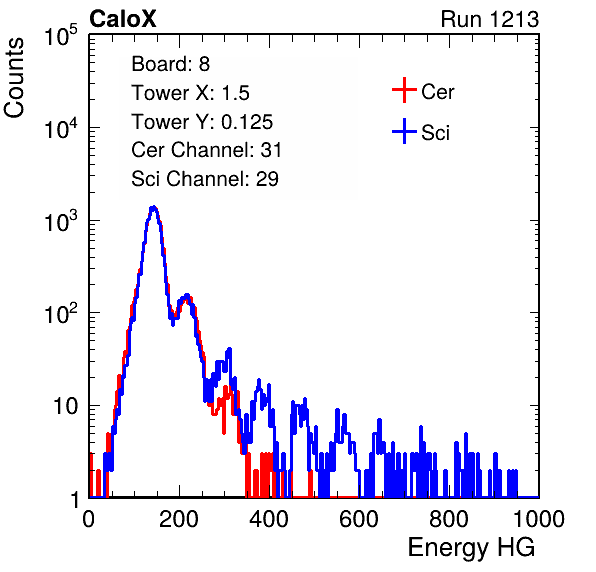 CaloX Run 1213
Counts
10^5
10^4
10^3
10^2
10
1
Board: 8
Tower X: 1.5
Tower Y: 0.125
Cer Channel: 31
Sci Channel: 29
Cer
Sci
0 200 400 600 800 1000
Energy HG